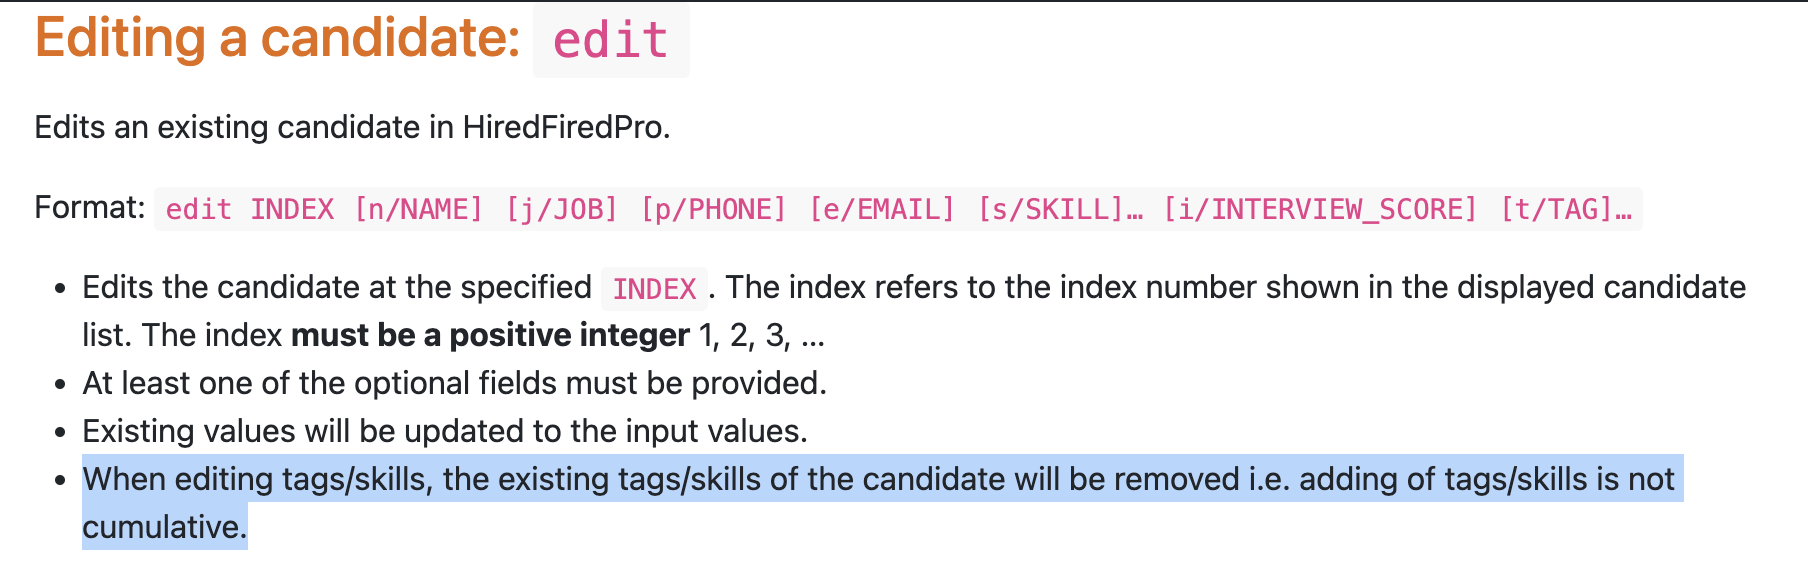 Editing a candidate: edit
Edits an existing candidate in HiredFiredPro.
Format: edit INDEX [n/NAME] [j/JOB] [p/PHONE] [e/EMAIL] [s/SKILL]… [i/INTERVIEW_SCORE] [t/TAG]…
• Edits the candidate at the specified INDEX . The index refers to the index number shown in the displayed candidate
list. The index must be a positive integer 1, 2, 3, …
• At least one of the optional fields must be provided.
• Existing values will be updated to the input values.
• When editing tags/skills, the existing tags/skills of the candidate will be removed i.e. adding of tags/skills is not
cumulative.